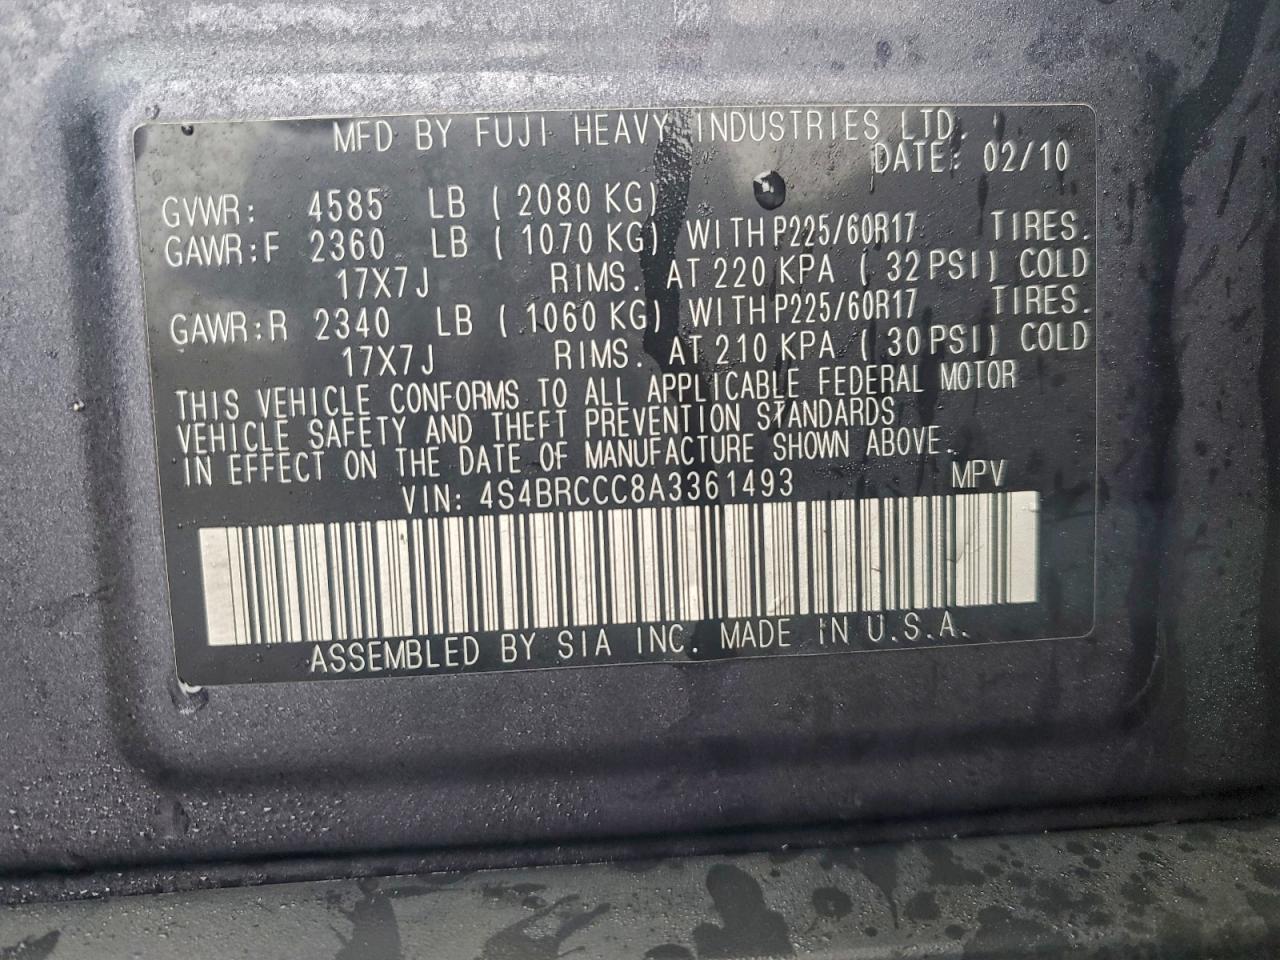 MFD BY FUJI HEAVY INDUSTRIES LTD.
DATE: 02/10
GVWR: 4585 LB ( 2080 KG)
GAWR:F 2360 LB ( 1070 KG) WITH P225/60R17 TIRES.
17X7J RIMS. AT 220 KPA ( 32 PSI) COLD
GAWR:R 2340 LB ( 1060 KG) WITH P225/60R17 TIRES.
17X7J RIMS. AT 210 KPA ( 30 PSI) COLD
THIS VEHICLE CONFORMS TO ALL APPLICABLE FEDERAL MOTOR
VEHICLE SAFETY AND THEFT PREVENTION STANDARDS
IN EFFECT ON THE DATE OF MANUFACTURE SHOWN ABOVE.
VIN: 4S4BRCCC8A3361493 MPV
ASSEMBLED BY SIA INC. MADE IN U.S.A.